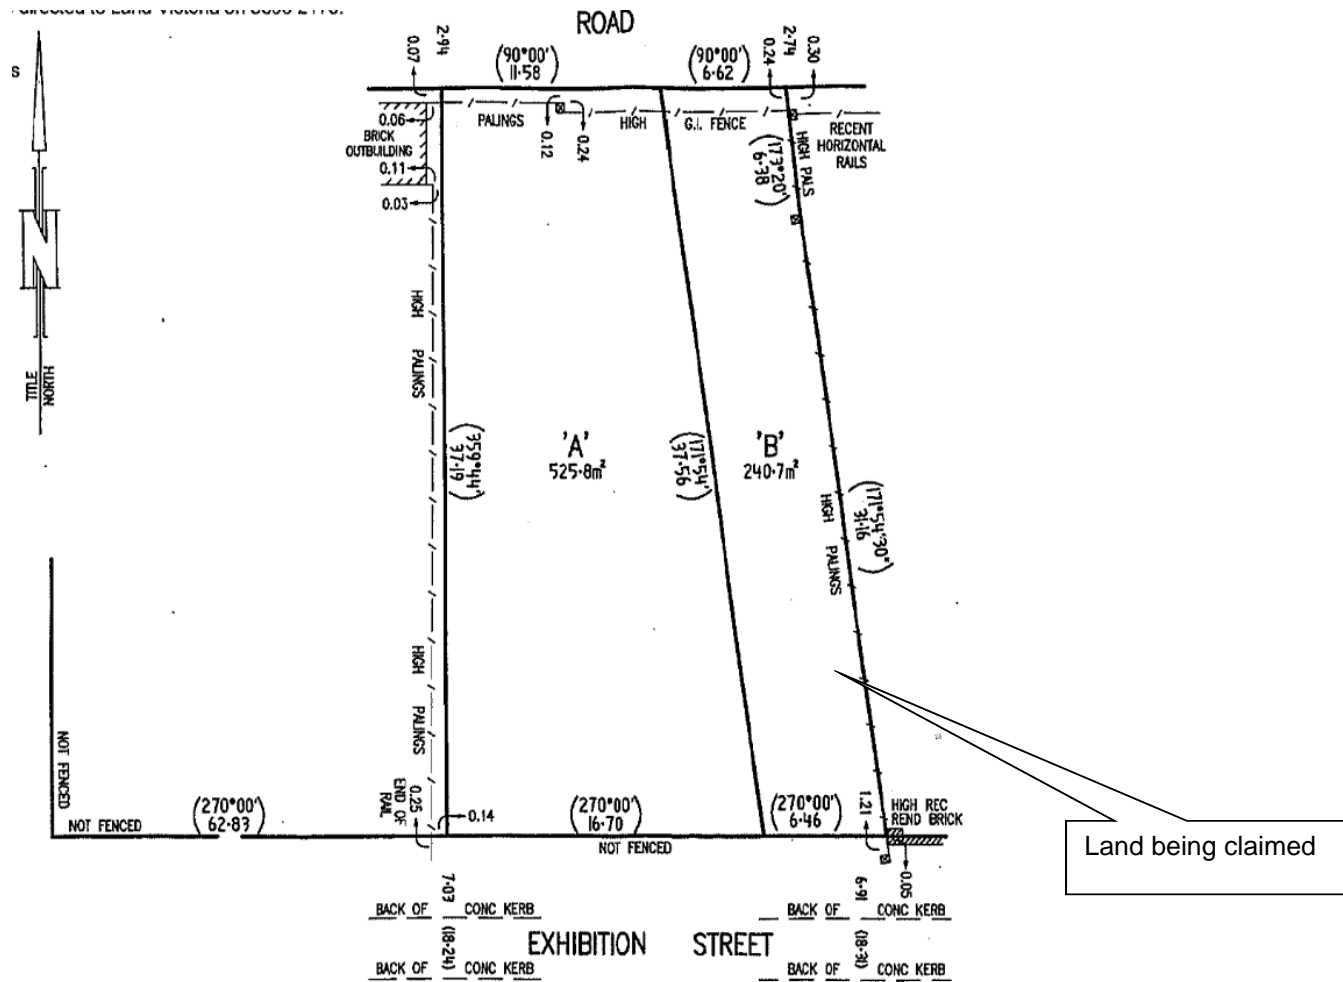 ROAD
S
0.07
2·94
(90°00')
11·58
(90°00')
6·62
0.24
2·74
0.30
0.06
BRICK
OUTBUILDING
0.11
0.03
PALINGS
0.12
0.24
HIGH
G.I. FENCE
(173°20')
6·38
HIGH PALS
RECENT
HORIZONTAL
RAILS
TITLE
NORTH
HIGH
PALINGS
(359°44')
37·19
'A'
525·8m²
(171°54')
37·56
'B'
240·7m²
HIGH
PALINGS
(171°54'30")
31·16
HIGH
PALINGS
NOT FENCED
NOT FENCED
(270°00')
62·83
0.25
END OF
RAIL
0.14
(270°00')
16·70
NOT FENCED
(270°00')
6·46
1.21
HIGH REC
REND BRICK
0.05
Land being claimed
7·03
6·91
BACK OF
CONC KERB
BACK OF
CONC KERB
EXHIBITION STREET
(18·24)
(18·31)
BACK OF
CONC KERB
BACK OF
CONC KERB